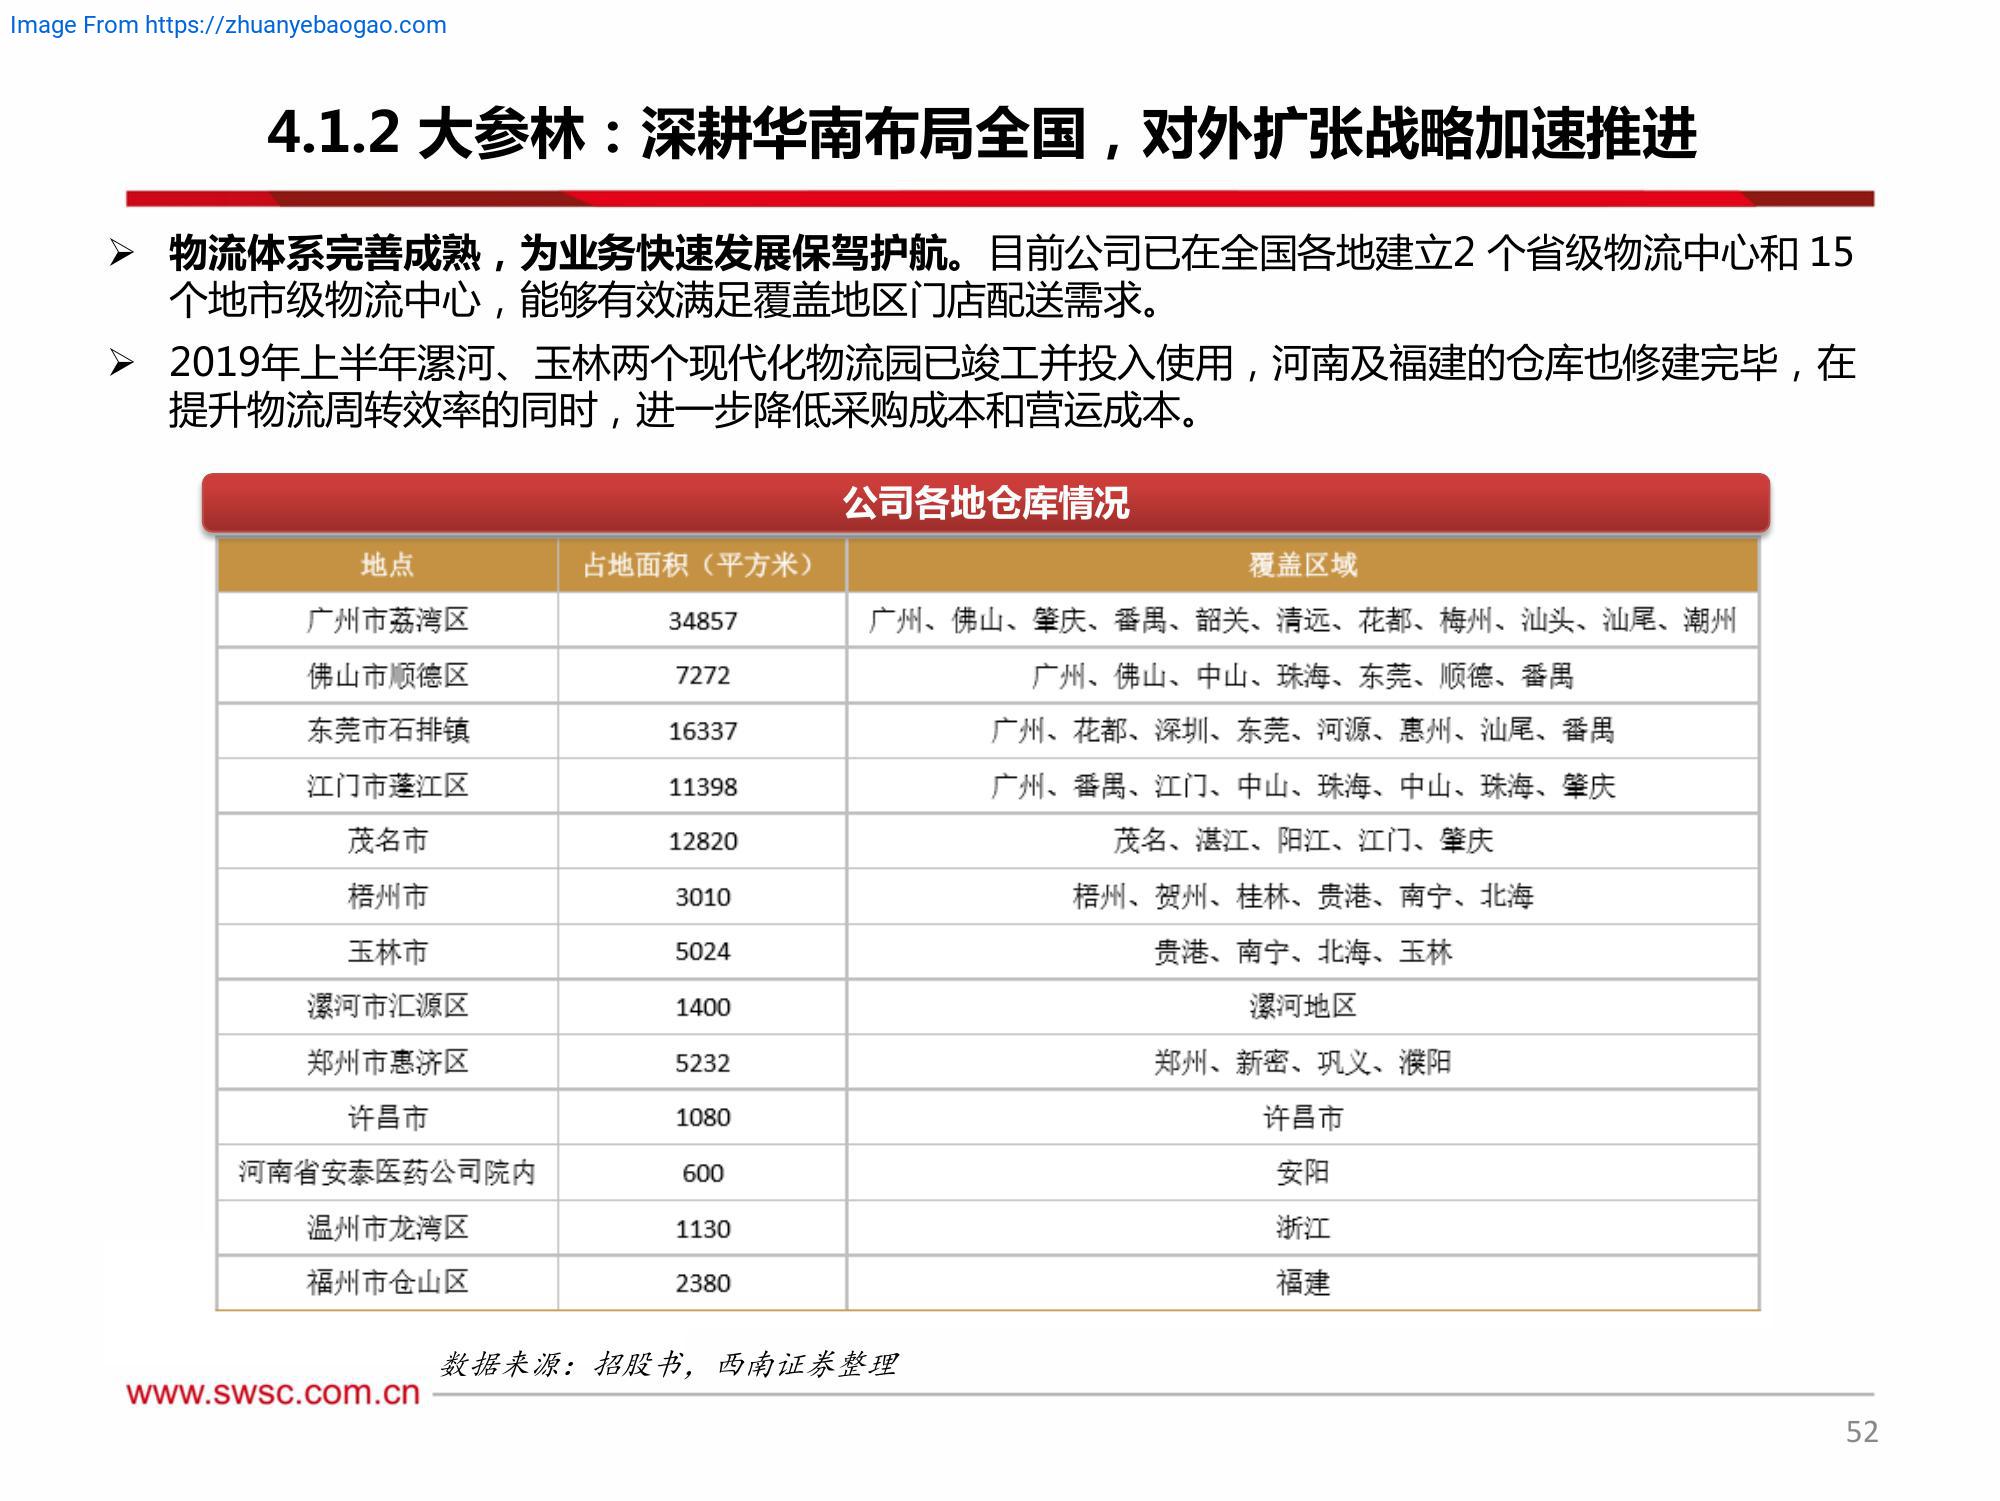 Image From https://zhuanyebaogao.com
4.1.2 大参林：深耕华南布局全国，对外扩张战略加速推进
➢ 物流体系完善成熟，为业务快速发展保驾护航。目前公司已在全国各地建立2 个省级物流中心和 15
个地市级物流中心，能够有效满足覆盖地区门店配送需求。
➢ 2019年上半年漯河、玉林两个现代化物流园已竣工并投入使用，河南及福建的仓库也修建完毕，在
提升物流周转效率的同时，进一步降低采购成本和营运成本。
公司各地仓库情况
地点 占地面积（平方米） 覆盖区域
广州市荔湾区 34857 广州、佛山、肇庆、番禺、韶关、清远、花都、梅州、汕头、汕尾、潮州
佛山市顺德区 7272 广州、佛山、中山、珠海、东莞、顺德、番禺
东莞市石排镇 16337 广州、花都、深圳、东莞、河源、惠州、汕尾、番禺
江门市蓬江区 11398 广州、番禺、江门、中山、珠海、中山、珠海、肇庆
茂名市 12820 茂名、湛江、阳江、江门、肇庆
梧州市 3010 梧州、贺州、桂林、贵港、南宁、北海
玉林市 5024 贵港、南宁、北海、玉林
漯河市汇源区 1400 漯河地区
郑州市惠济区 5232 郑州、新密、巩义、濮阳
许昌市 1080 许昌市
河南省安泰医药公司院内 600 安阳
温州市龙湾区 1130 浙江
福州市仓山区 2380 福建
数据来源：招股书，西南证券整理
www.swsc.com.cn
52